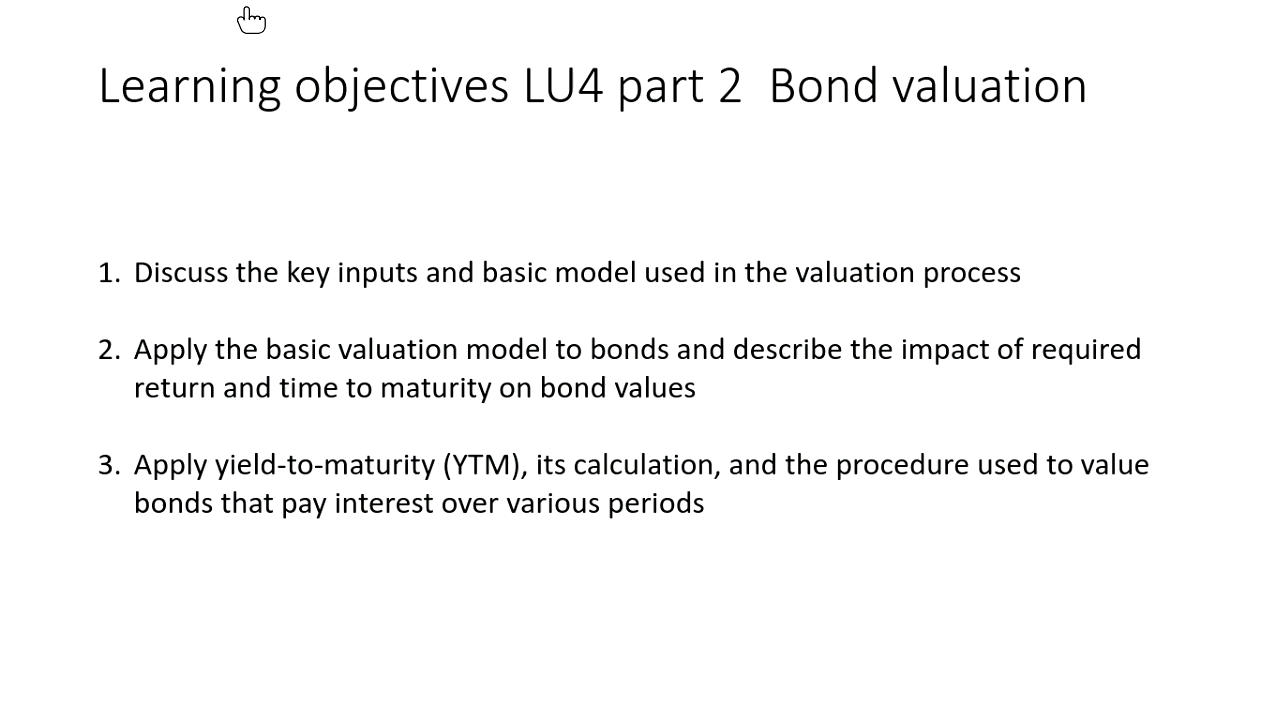 Learning objectives LU4 part 2  Bond valuation
1. Discuss the key inputs and basic model used in the valuation process
2. Apply the basic valuation model to bonds and describe the impact of required
return and time to maturity on bond values
3. Apply yield-to-maturity (YTM), its calculation, and the procedure used to value
bonds that pay interest over various periods